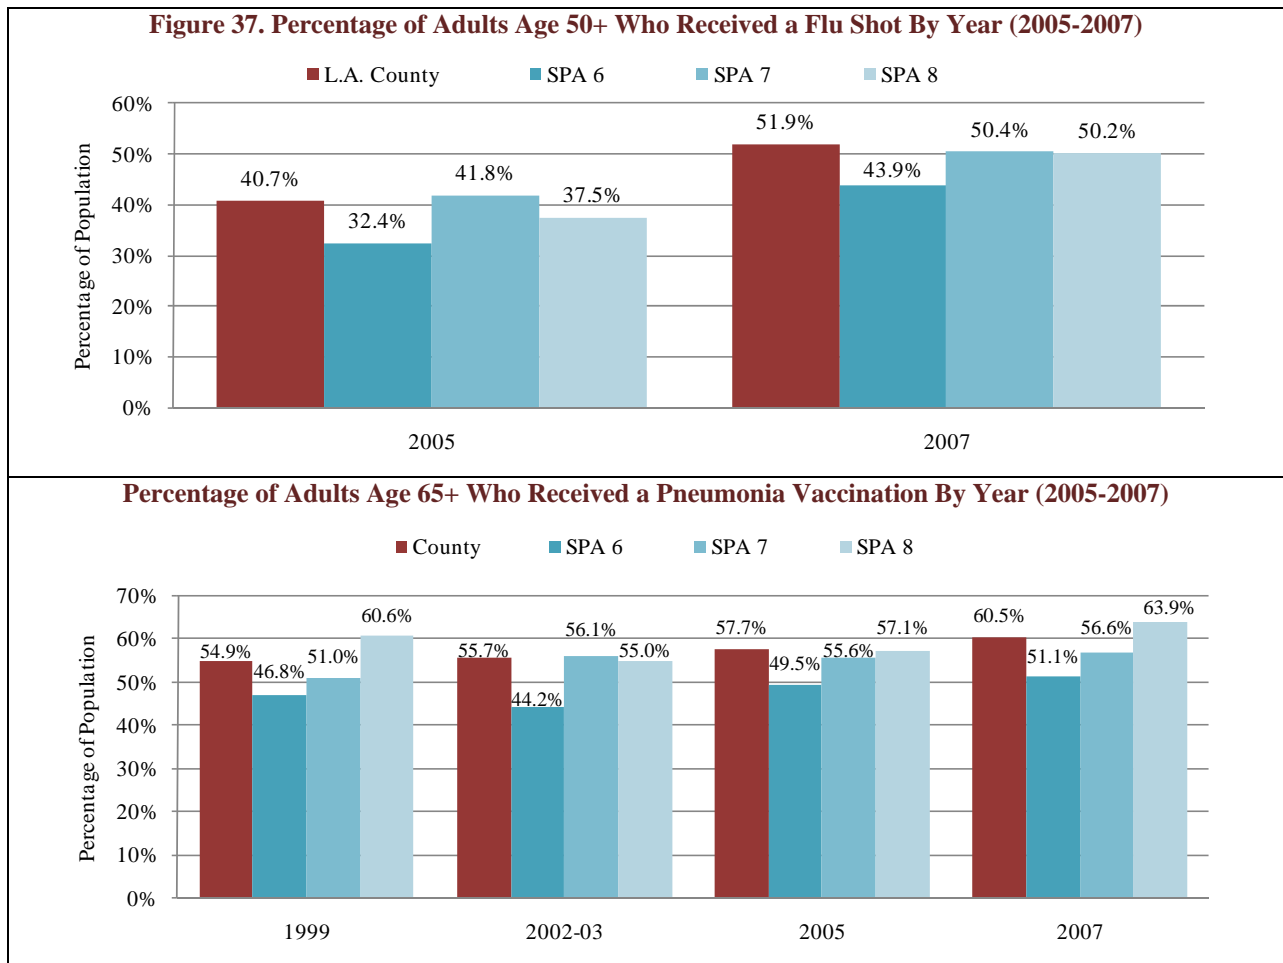 Figure 37. Percentage of Adults Age 50+ Who Received a Flu Shot By Year (2005-2007)
L.A. County SPA 6 SPA 7 SPA 8
Percentage of Population
60%
50%
40%
30%
20%
10%
0%
40.7% 32.4% 41.8% 37.5% 51.9% 43.9% 50.4% 50.2%
2005 2007
Percentage of Adults Age 65+ Who Received a Pneumonia Vaccination By Year (2005-2007)
County SPA 6 SPA 7 SPA 8
Percentage of Population
70%
60%
50%
40%
30%
20%
10%
0%
54.9% 46.8% 51.0% 60.6% 55.7% 44.2% 56.1% 55.0% 57.7% 49.5% 55.6% 57.1% 60.5% 51.1% 56.6% 63.9%
1999 2002-03 2005 2007